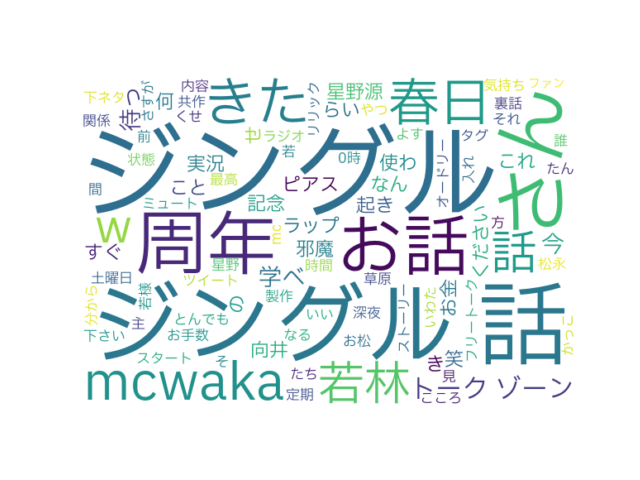 下ネタ
内容
共作
くせ
さすが
関係
前
待つ
何
きた
らい
星野源
リリック
やつ
春日
気持ち
ファン
裏話
それ
ん
ジングル
状態
間
ミュート
実況
こと
最高
ラジオ
若
0時
ピアス
使わ
なん
よす
オードリー
タグ
これ
入れ
誰
たん
さん
w
周年
記念
mc
ラップ
起き
お話
ください
話
方
今
すぐ
邪魔
松永
土曜日
星野
ツイート
学べ
時間
草原
分から
若様
の
製作
深夜
ストーリー
いわた
お金
フリートーク
かっこ
下さい
主
とんでも
お手数
いい
お松
ジングル
話
スタート
そ
向井
なる
き
笑
見
mcwaka
たち
定期
若林
トークゾーン
こころ